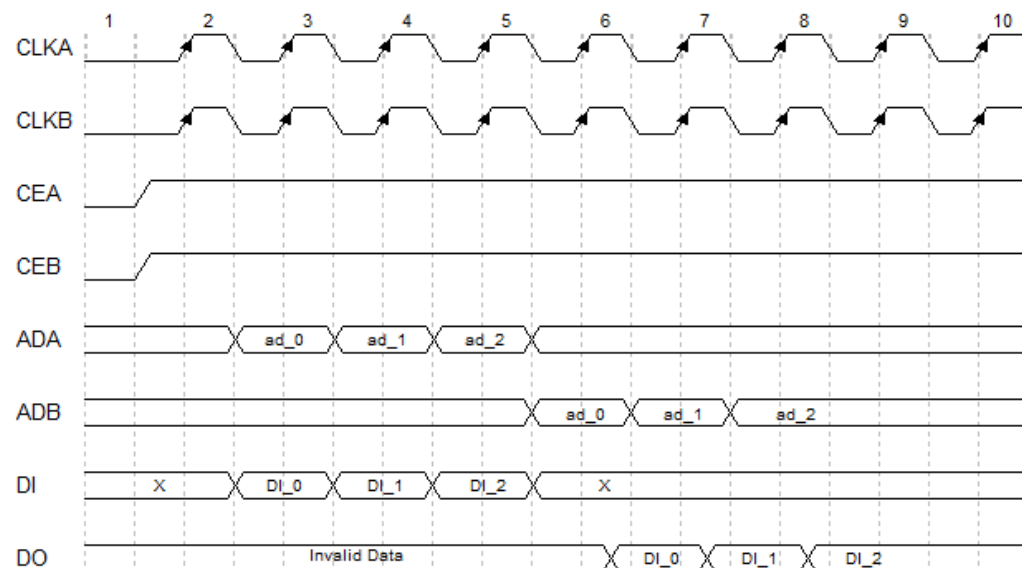 1 2 3 4 5 6 7 8 9 10
CLKA
CLKB
CEA
CEB
ADA ad_0 ad_1 ad_2
ADB ad_0 ad_1 ad_2
DI X DI_0 DI_1 DI_2 X
DO Invalid Data DI_0 DI_1 DI_2